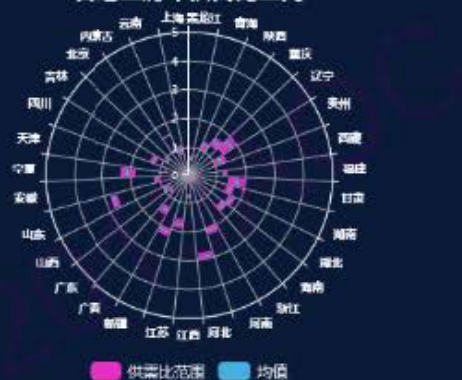 上海 黑龙江
云南
青海
内蒙古
陕西
北京
重庆
吉林
辽宁
四川
贵州
天津
西藏
宁夏
福建
安徽
甘肃
山东
湖南
山西
湖北
广东
海南
广西
浙江
新疆
河南
江苏 江西 河北
5
4
3
2
1
0
供需比范围 均值